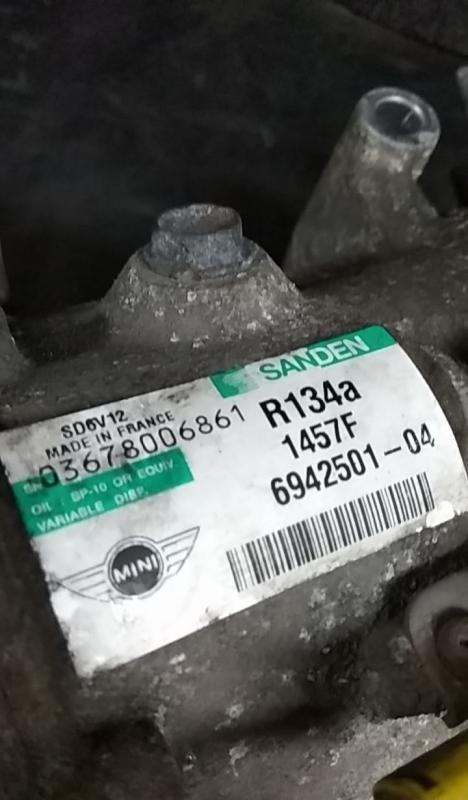 SANDEN
SD6V12
MADE IN FRANCE
03678006861
R134a
1457F
6942501-04
OIL : SP-10 OR EQUIV.
VARIABLE DISP.
MINI